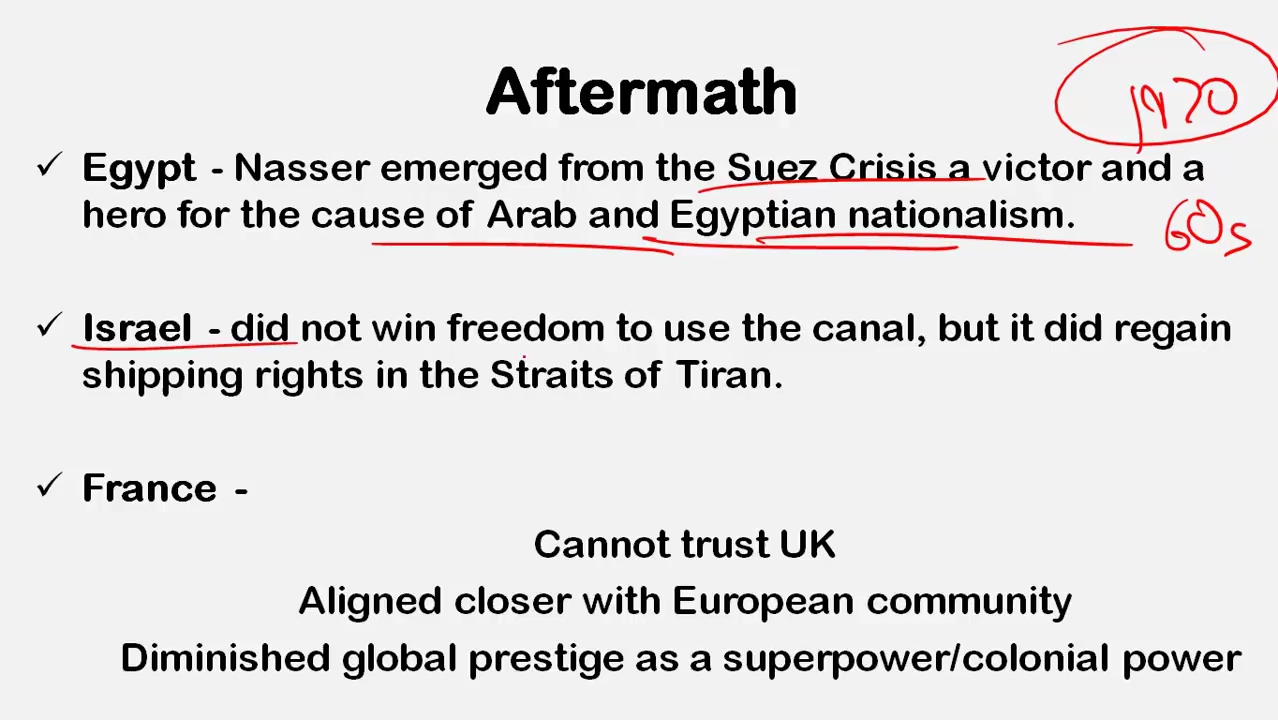 Aftermath
1970
✓ Egypt - Nasser emerged from the Suez Crisis a victor and a
hero for the cause of Arab and Egyptian nationalism.
60s
✓ Israel - did not win freedom to use the canal, but it did regain
shipping rights in the Straits of Tiran.
✓ France -
Cannot trust UK
Aligned closer with European community
Diminished global prestige as a superpower/colonial power